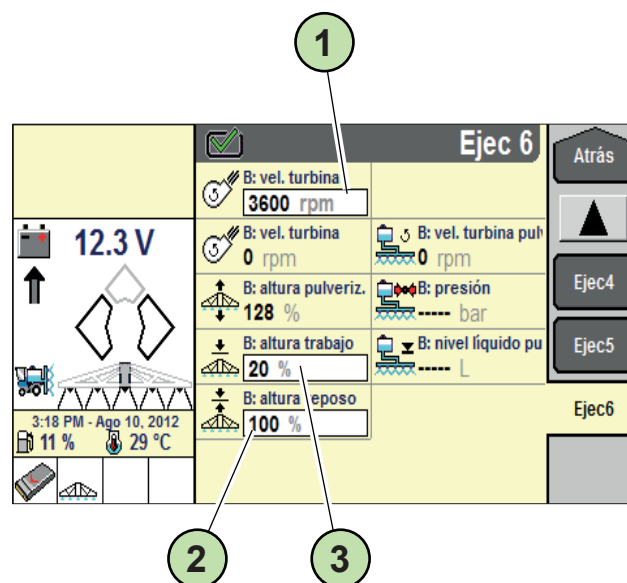 1
Ejec 6
Atrás
B: vel. turbina
3600 rpm
12.3 V
B: vel. turbina
0 rpm
B: vel. turbina pul
0 rpm
Ejec4
B: altura pulveriz.
128 %
B: presión
----- bar
Ejec5
B: altura trabajo
20 %
B: nivel líquido pu
----- L
Ejec6
B: altura reposo
100 %
3:18 PM - Ago 10, 2012
11 % 29 °C
2 3